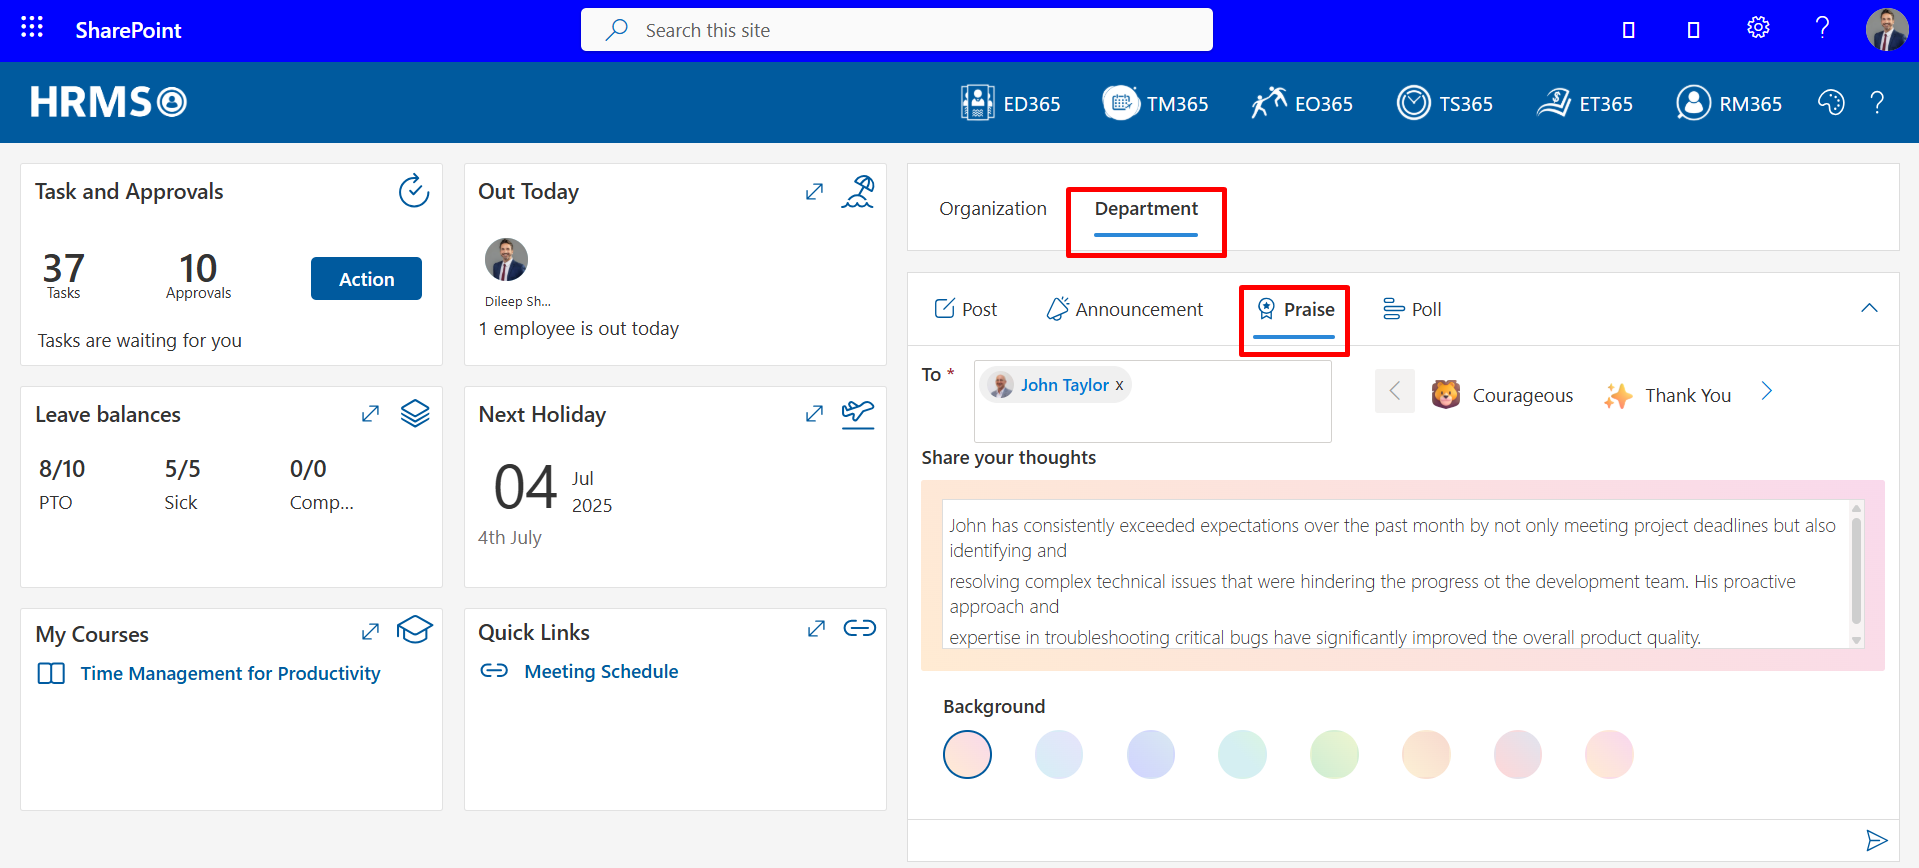 SharePoint
Search this site
?
HRMS
ED365
TM365
EO365
TS365
ET365
RM365
?
Task and Approvals
37
Tasks
10
Approvals
Action
Tasks are waiting for you
Out Today
Dileep Sh...
1 employee is out today
Leave balances
8/10
PTO
5/5
Sick
0/0
Comp...
Next Holiday
04
Jul
2025
4th July
My Courses
Time Management for Productivity
Quick Links
Meeting Schedule
Organization
Department
Post
Announcement
Praise
Poll
To *
John Taylor x
Courageous
Thank You
Share your thoughts
John has consistently exceeded expectations over the past month by not only meeting project deadlines but also
identifying and
resolving complex technical issues that were hindering the progress ot the development team. His proactive
approach and
expertise in troubleshooting critical bugs have significantly improved the overall product quality.
Background